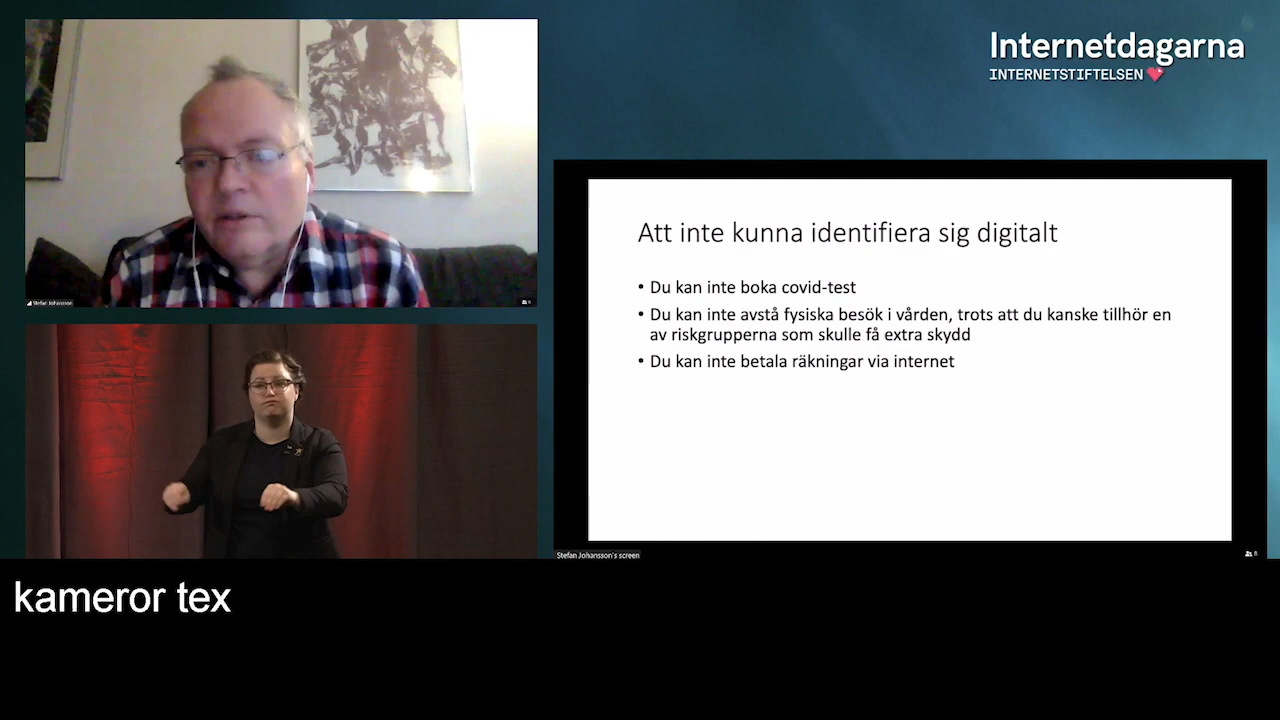 Internetdagarna
INTERNETSTIFTELSEN
Att inte kunna identifiera sig digitalt
• Du kan inte boka covid-test
• Du kan inte avstå fysiska besök i vården, trots att du kanske tillhör en
av riskgrupperna som skulle få extra skydd
• Du kan inte betala räkningar via internet
Stefan Johansson
Stefan Johansson's screen
kameror tex